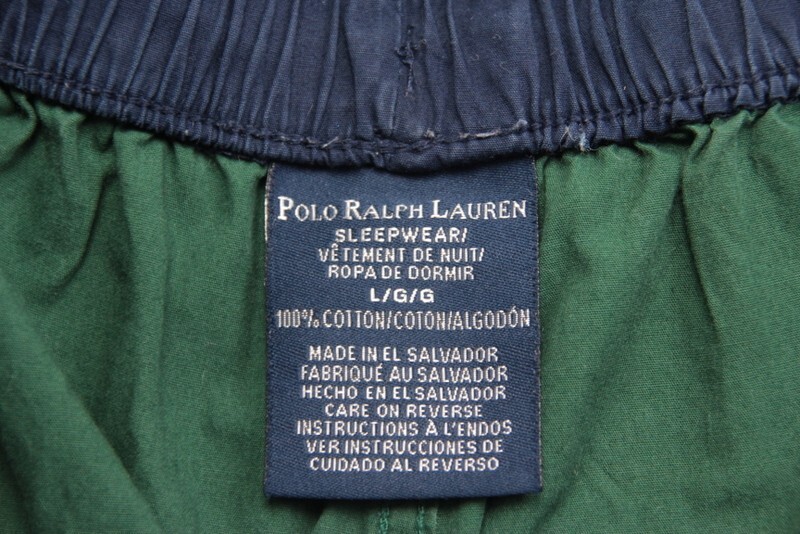 POLO RALPH LAUREN
SLEEPWEAR/
VÊTEMENT DE NUIT/
ROPA DE DORMIR
L/G/G
100% COTTON/COTON/ALGODÓN
MADE IN EL SALVADOR
FABRIQUÉ AU SALVADOR
HECHO EN EL SALVADOR
CARE ON REVERSE
INSTRUCTIONS À L'ENDOS
VER INSTRUCCIONES DE
CUIDADO AL REVERSO